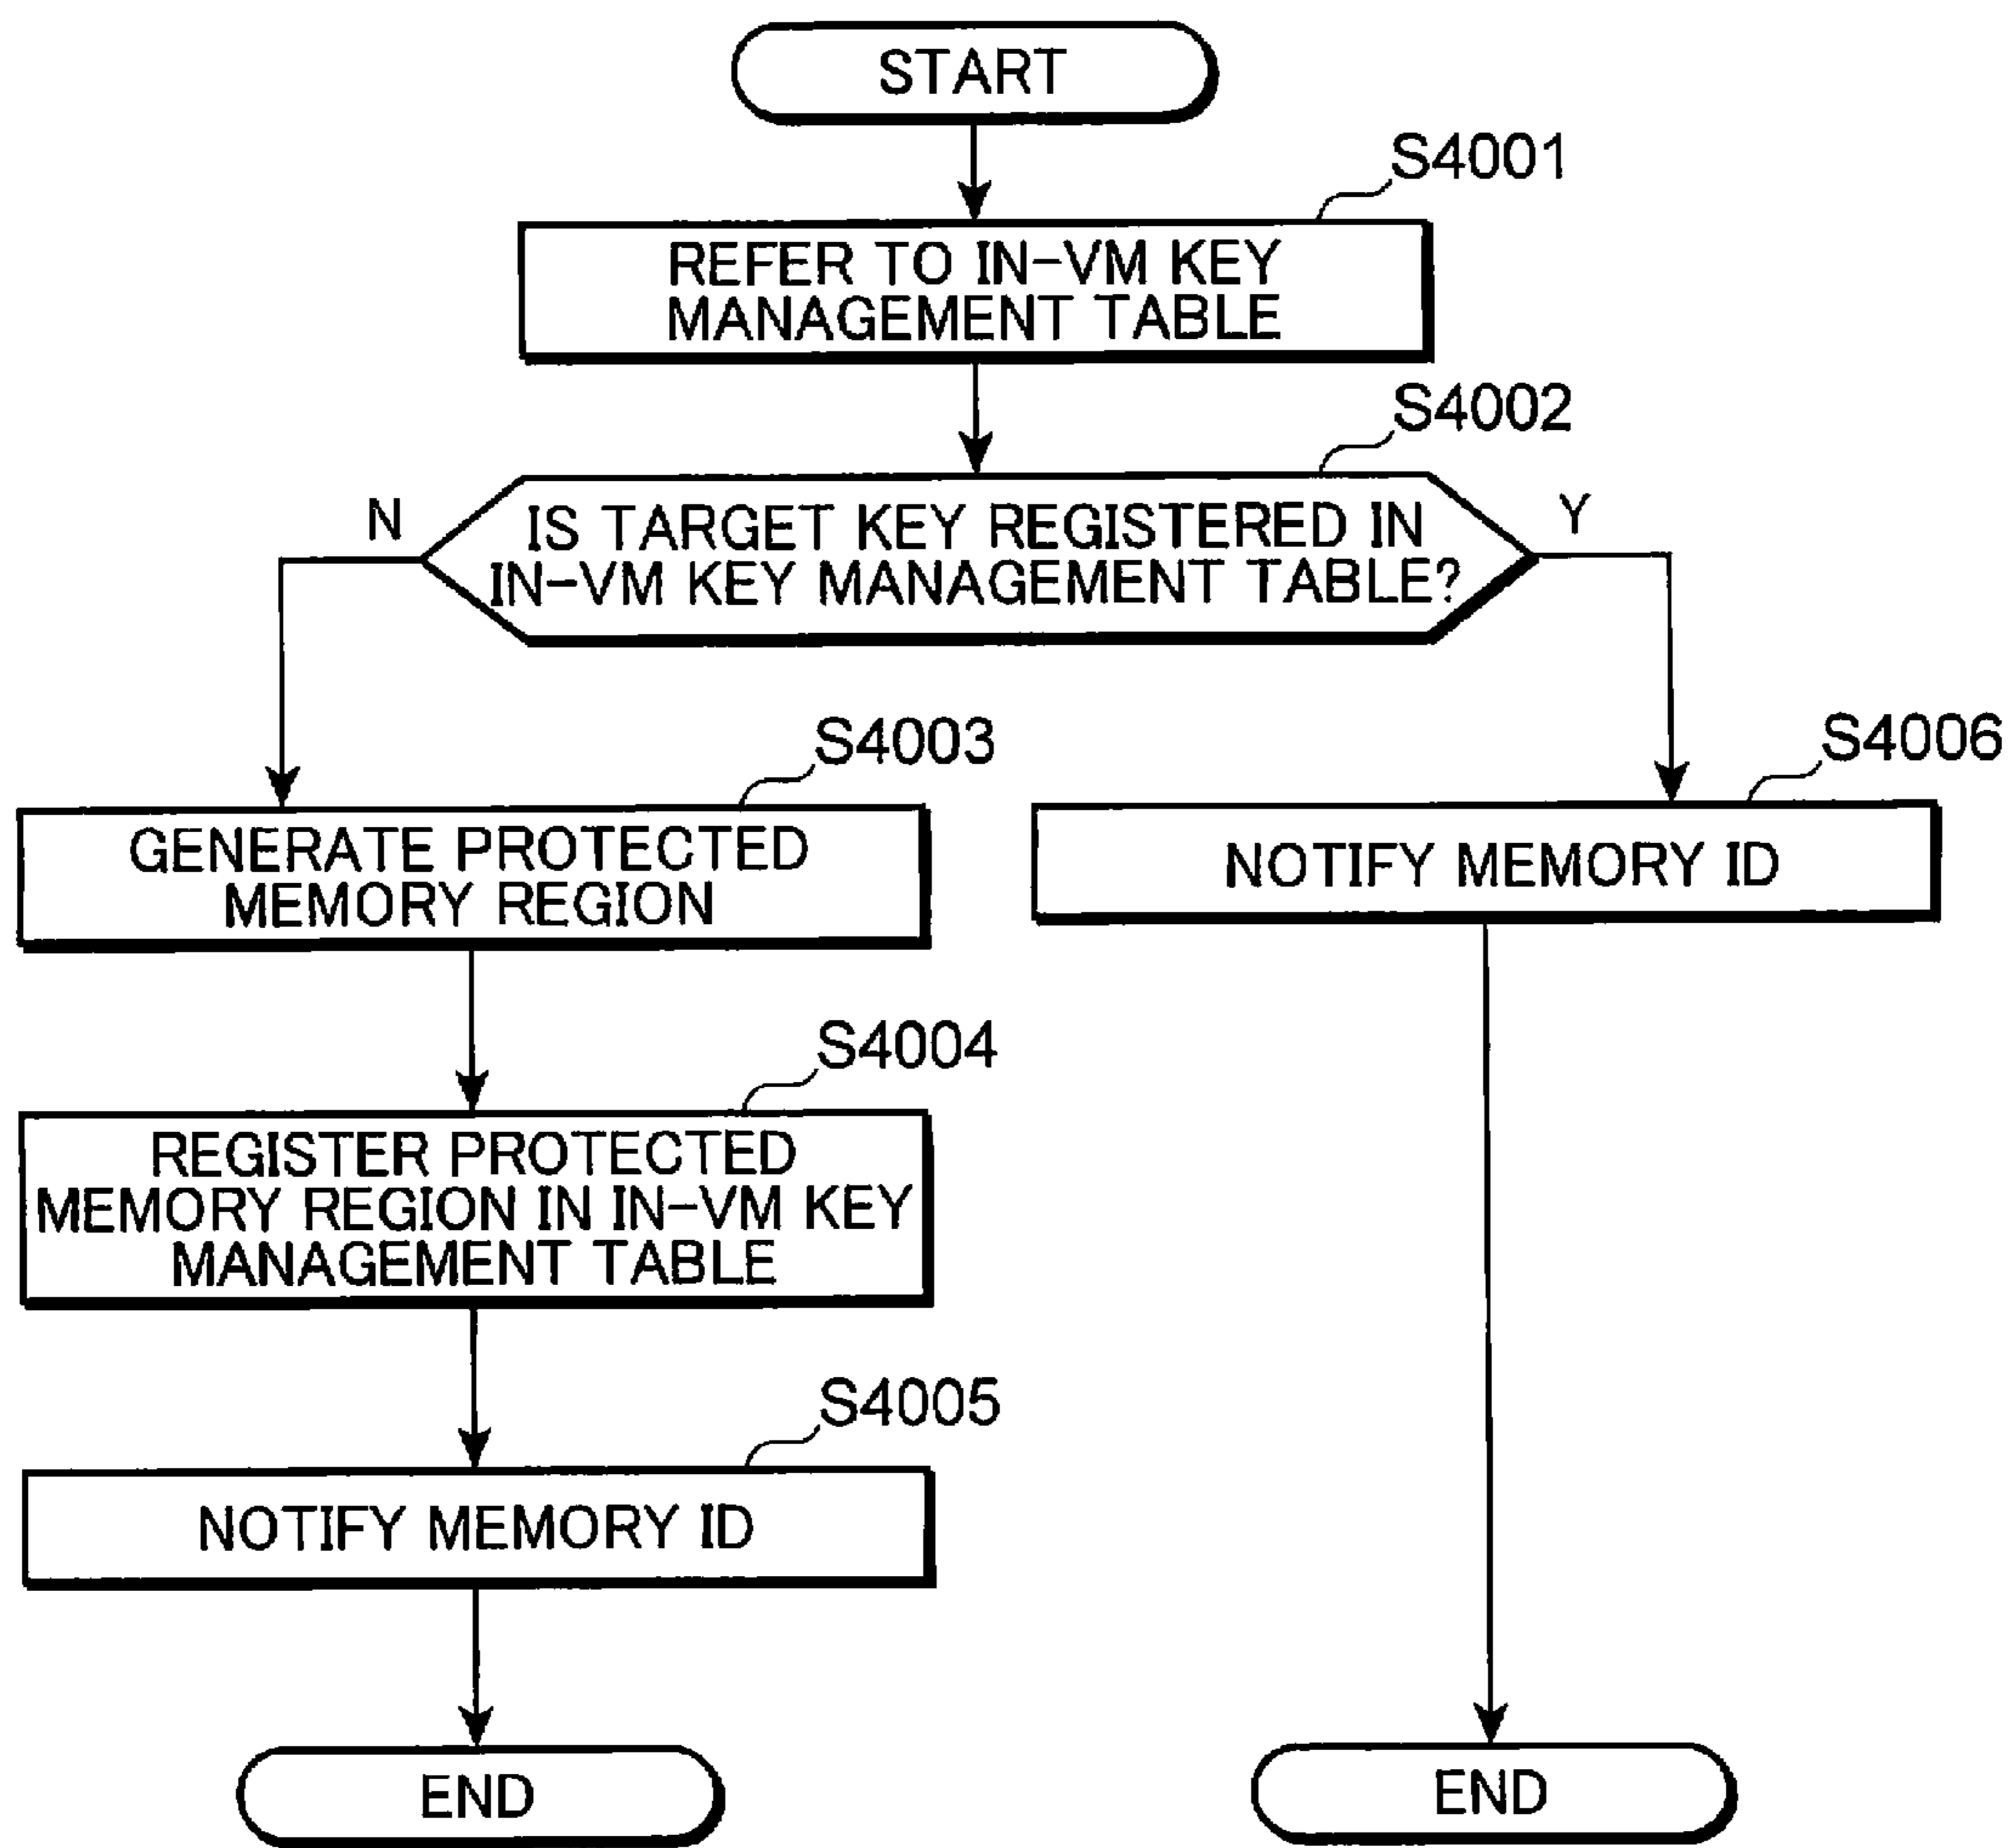 START
S4001
REFER TO IN-VM KEY
MANAGEMENT TABLE
S4002
N
IS TARGET KEY REGISTERED IN
IN-VM KEY MANAGEMENT TABLE?
Y
S4003
GENERATE PROTECTED
MEMORY REGION
S4006
NOTIFY MEMORY ID
S4004
REGISTER PROTECTED
MEMORY REGION IN IN-VM KEY
MANAGEMENT TABLE
S4005
NOTIFY MEMORY ID
END
END